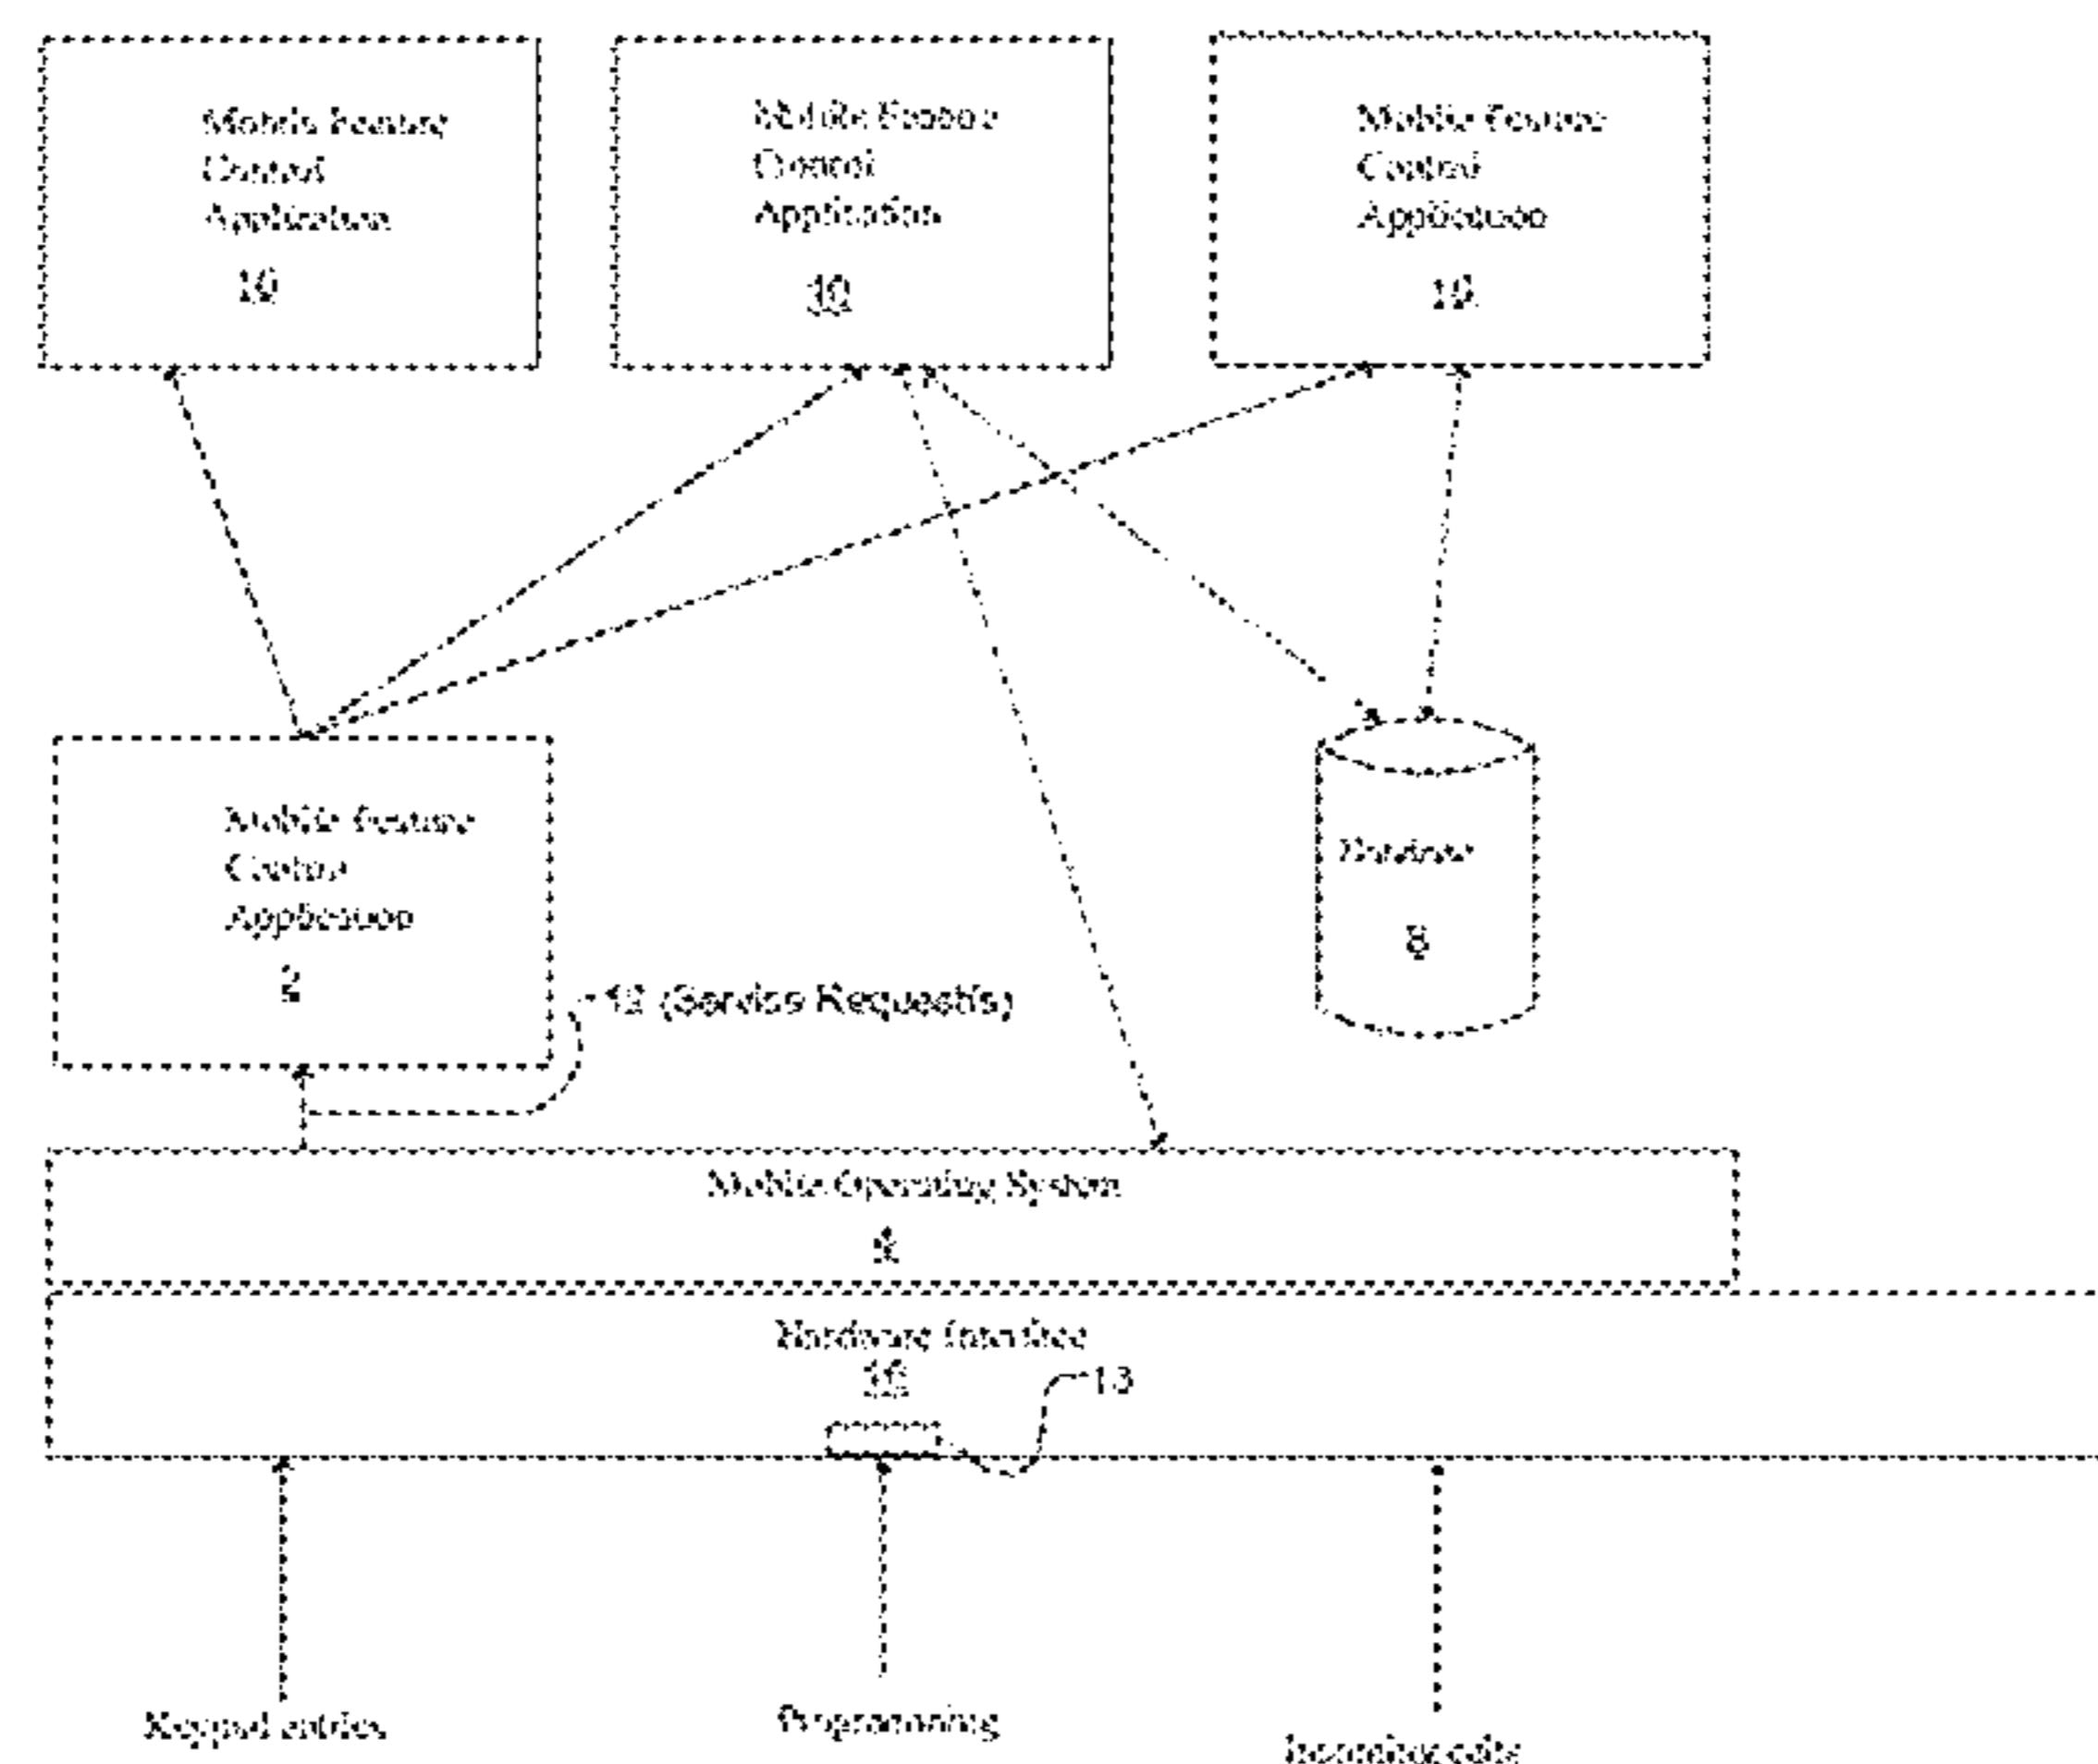 Mobile Feature
Control
Application
10
Mobile Feature
Control
Application
10
Mobile Feature
Control
Application
10
Mobile Feature
Control
Application
2
12 (Service Request(s)
Database
8
Mobile Operating System
Hardware Interface
13
Keypad entries
Programming
Incoming calls